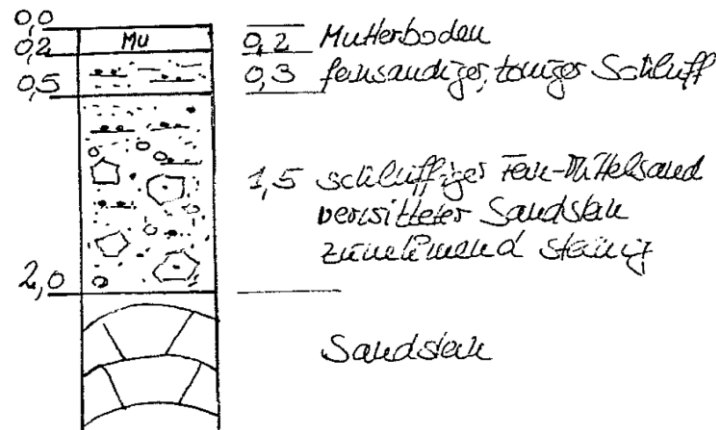 0,0
0,2 Mu 0,2 Mutterboden
0,5 0,3 feinsandiger, toniger Schluff
1,5 schluffiger Fein-Mittelsand
verwitterter Sandstein
zunehmend steinig
2,0
Sandstein